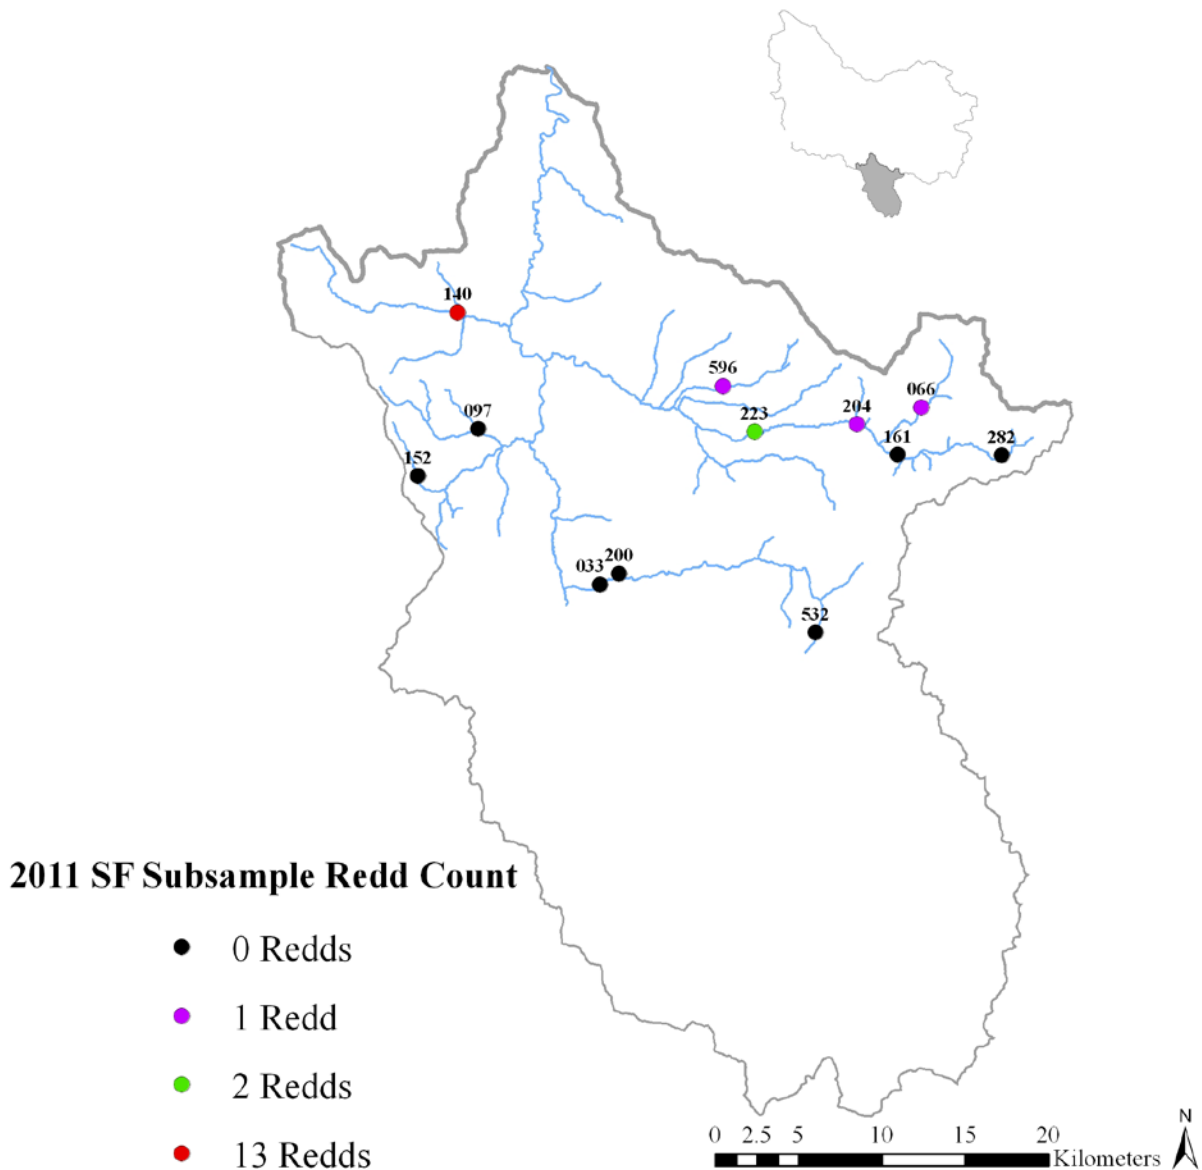 140
596
066
097
223
204
161
282
152
033
200
532
2011 SF Subsample Redd Count
0 Redds
1 Redd
2 Redds
13 Redds
N
0 2.5 5 10 15 20
Kilometers